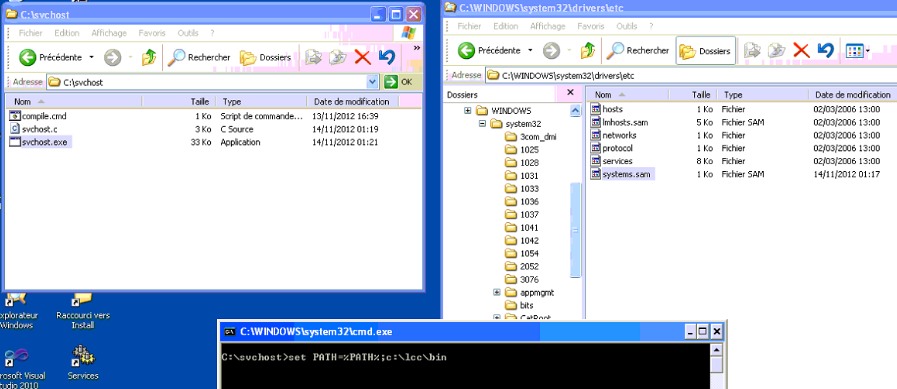 C:\svchost
Fichier Edition Affichage Favoris Outils ?
Précédente Rechercher Dossiers
Adresse C:\svchost OK
Nom Taille Type Date de modification
compile.cmd 1 Ko Script de commande... 13/11/2012 16:39
svchost.c 3 Ko C Source 14/11/2012 01:19
svchost.exe 33 Ko Application 14/11/2012 01:21
C:\WINDOWS\system32\drivers\etc
Fichier Edition Affichage Favoris Outils ?
Précédente Rechercher Dossiers
Adresse C:\WINDOWS\system32\drivers\etc
Dossiers
WINDOWS
system32
3com_dmi
1025
1028
1031
1033
1036
1037
1041
1042
1054
2052
3076
appmgmt
bits
CatRoot
Nom Taille Type Date de modification
hosts 1 Ko Fichier 02/03/2006 13:00
lmhosts.sam 5 Ko Fichier SAM 02/03/2006 13:00
networks 1 Ko Fichier 02/03/2006 13:00
protocol 1 Ko Fichier 02/03/2006 13:00
services 8 Ko Fichier 02/03/2006 13:00
systems.sam 1 Ko Fichier SAM 14/11/2012 01:17
xplorateur Windows
Raccourci vers Install
rosoft Visual tudio 2010
Services
C:\WINDOWS\system32\cmd.exe
C:\svchost>set PATH=%PATH%;c:\lcc\bin